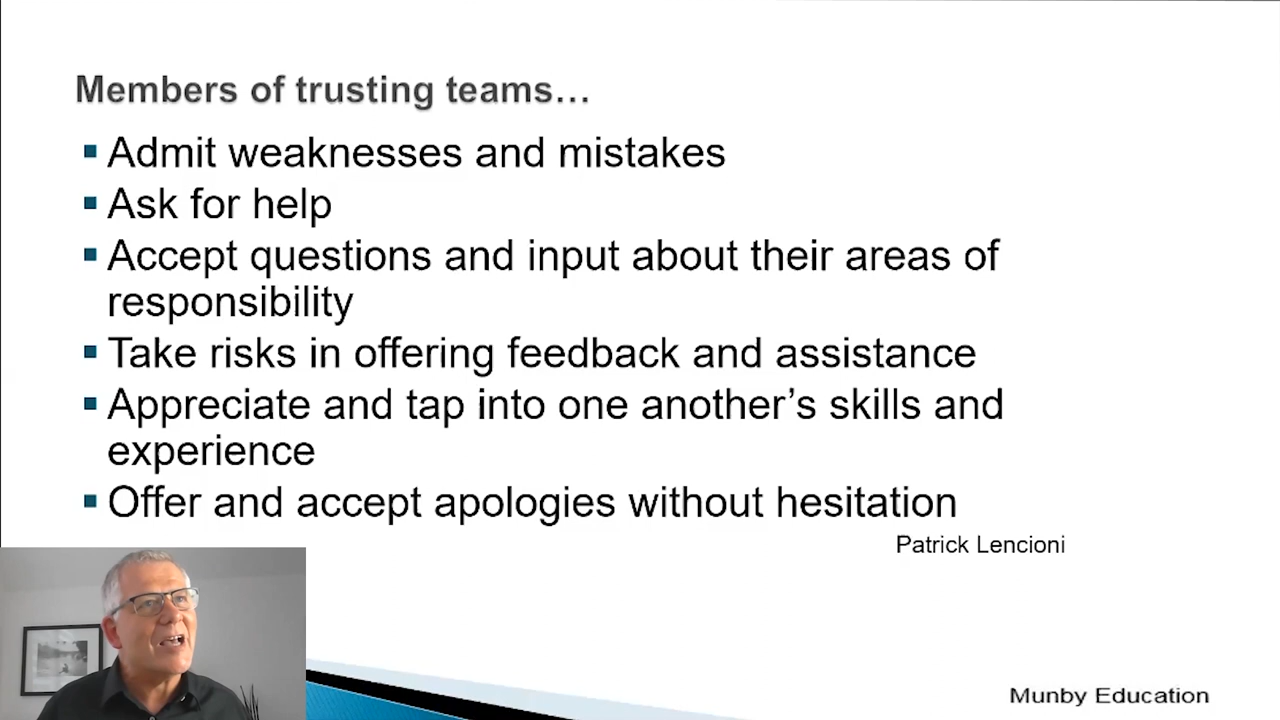 Members of trusting teams…
Admit weaknesses and mistakes
Ask for help
Accept questions and input about their areas of
responsibility
Take risks in offering feedback and assistance
Appreciate and tap into one another’s skills and
experience
Offer and accept apologies without hesitation
Patrick Lencioni
Munby Education